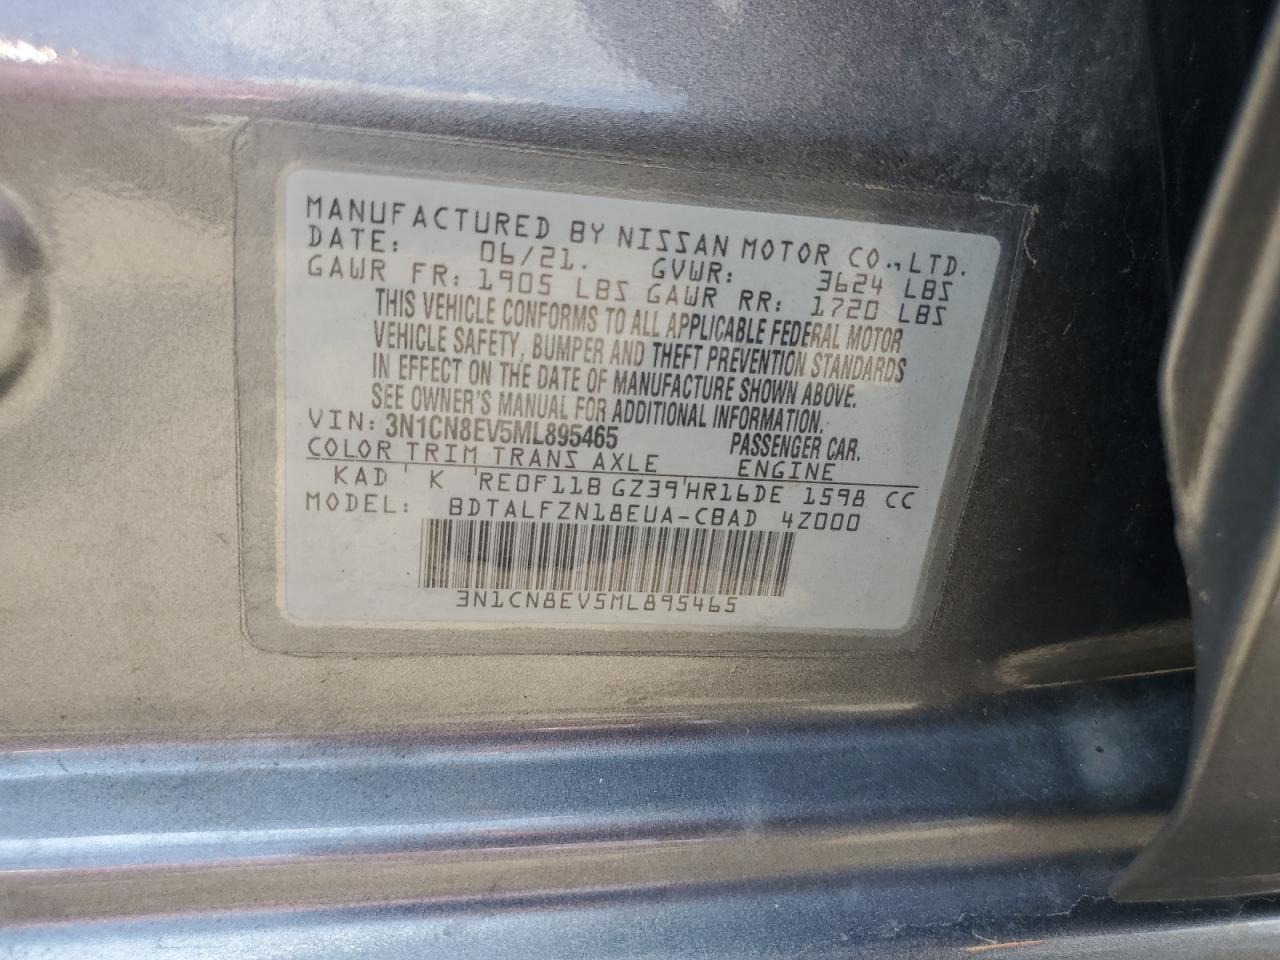 MANUFACTURED BY NISSAN MOTOR CO.,LTD.
DATE: 06/21. GVWR: 3624 LBS
GAWR FR: 1905 LBS GAWR RR: 1720 LBS
THIS VEHICLE CONFORMS TO ALL APPLICABLE FEDERAL MOTOR
VEHICLE SAFETY, BUMPER AND THEFT PREVENTION STANDARDS
IN EFFECT ON THE DATE OF MANUFACTURE SHOWN ABOVE.
SEE OWNER'S MANUAL FOR ADDITIONAL INFORMATION.
VIN: 3N1CN8EV5ML895465 PASSENGER CAR.
COLOR TRIM TRANS AXLE ENGINE
KAD K RE0F11B GZ39 HR16DE 1598 CC
MODEL: BDTALFZN18EUA-CBAD 4Z000
3N1CN8EV5ML895465